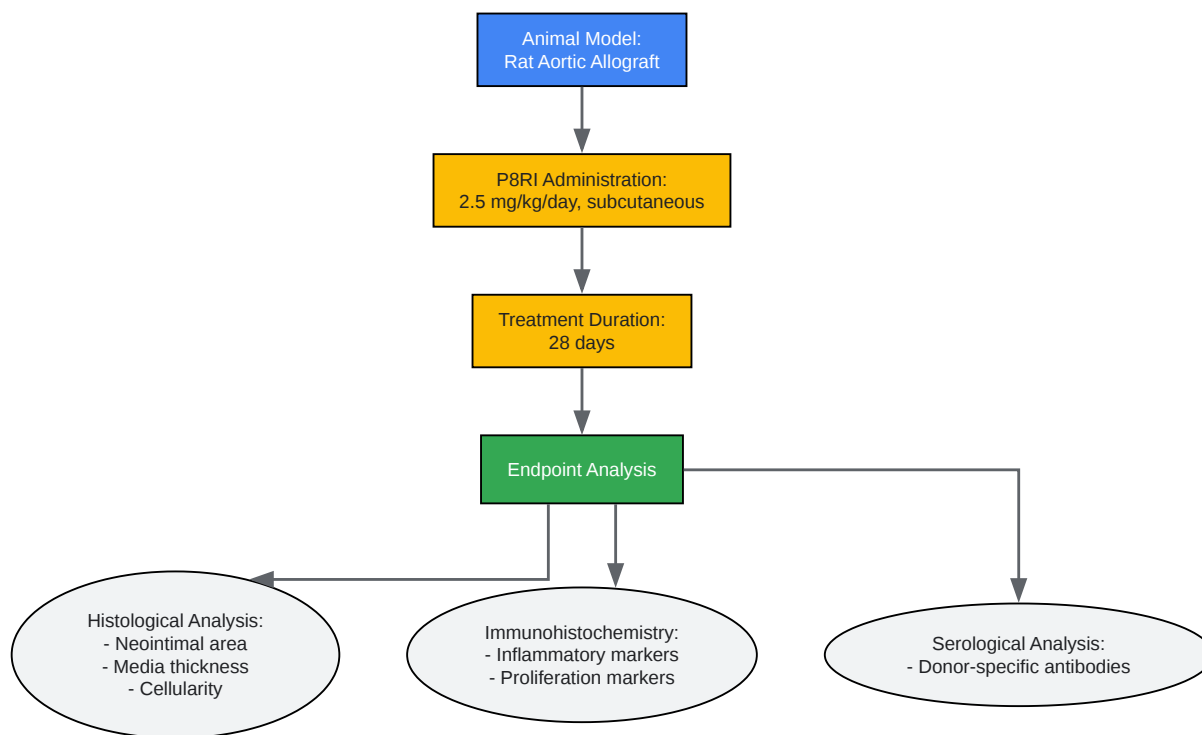 Animal Model:
Rat Aortic Allograft
P8RI Administration:
2.5 mg/kg/day, subcutaneous
Treatment Duration:
28 days
Endpoint Analysis
Histological Analysis:
- Neointimal area
- Media thickness
- Cellularity
Immunohistochemistry:
- Inflammatory markers
- Proliferation markers
Serological Analysis:
- Donor-specific antibodies